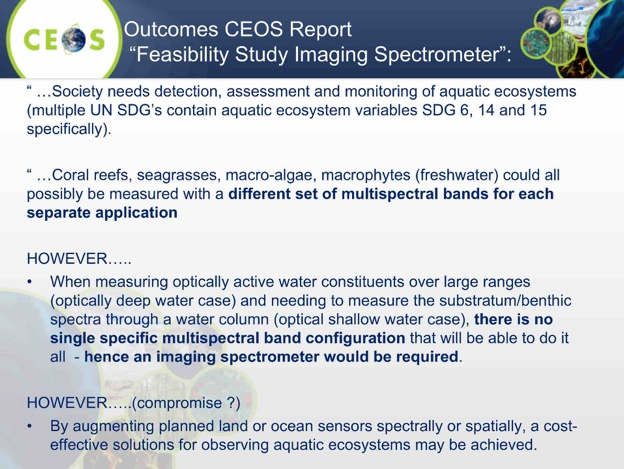 CEOS
Outcomes CEOS Report
“Feasibility Study Imaging Spectrometer”:
“ …Society needs detection, assessment and monitoring of aquatic ecosystems
(multiple UN SDG’s contain aquatic ecosystem variables SDG 6, 14 and 15
specifically).
“ …Coral reefs, seagrasses, macro-algae, macrophytes (freshwater) could all
possibly be measured with a different set of multispectral bands for each
separate application
HOWEVER…..
• When measuring optically active water constituents over large ranges
(optically deep water case) and needing to measure the substratum/benthic
spectra through a water column (optical shallow water case), there is no
single specific multispectral band configuration that will be able to do it
all - hence an imaging spectrometer would be required.
HOWEVER…..(compromise ?)
• By augmenting planned land or ocean sensors spectrally or spatially, a cost-
effective solutions for observing aquatic ecosystems may be achieved.